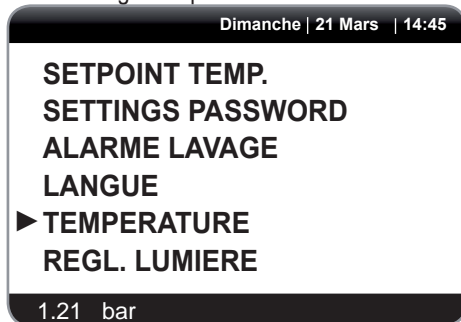 Dimanche | 21 Mars | 14:45
SETPOINT TEMP.
SETTINGS PASSWORD
ALARME LAVAGE
LANGUE
►TEMPERATURE
REGL. LUMIERE
1.21 bar